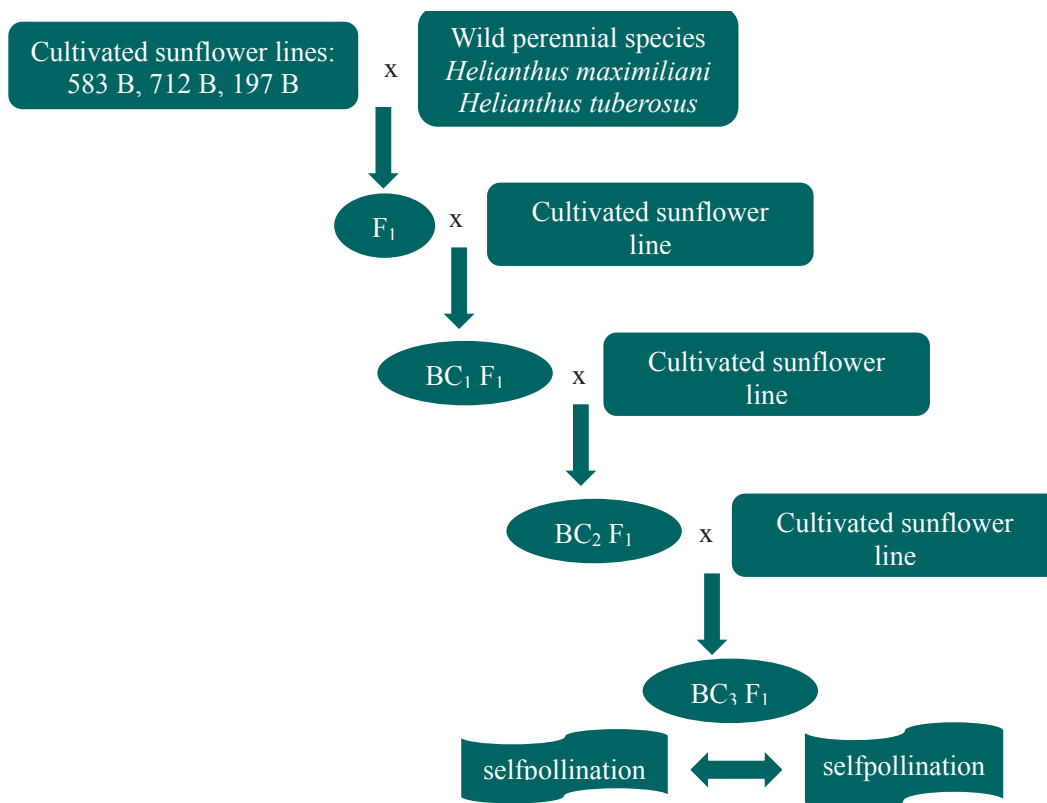 Cultivated sunflower lines:
583 B, 712 B, 197 B
x
Wild perennial species
Helianthus maximiliani
Helianthus tuberosus
F₁
x
Cultivated sunflower
line
BC₁ F₁
x
Cultivated sunflower
line
BC₂ F₁
x
Cultivated sunflower
line
BC₃ F₁
selfpollination
selfpollination